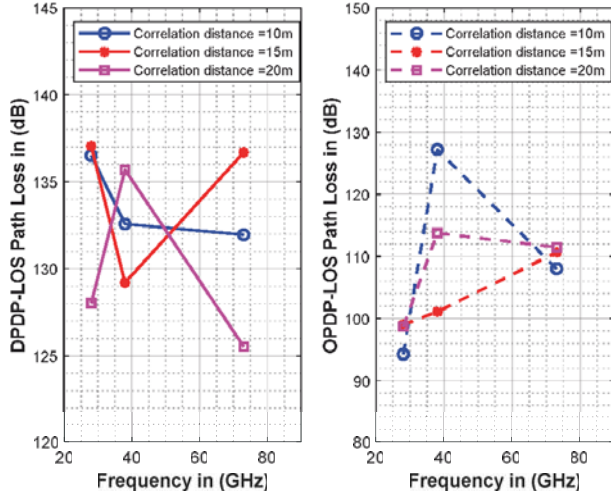 Correlation distance =10m
Correlation distance =15m
Correlation distance =20m
145
140
135
130
125
120
20
40
60
80
DPDP-LOS Path Loss in (dB)
Frequency in (GHz)
Correlation distance =10m
Correlation distance =15m
Correlation distance =20m
150
140
130
120
110
100
90
80
20
40
60
80
OPDP-LOS Path Loss in (dB)
Frequency in (GHz)